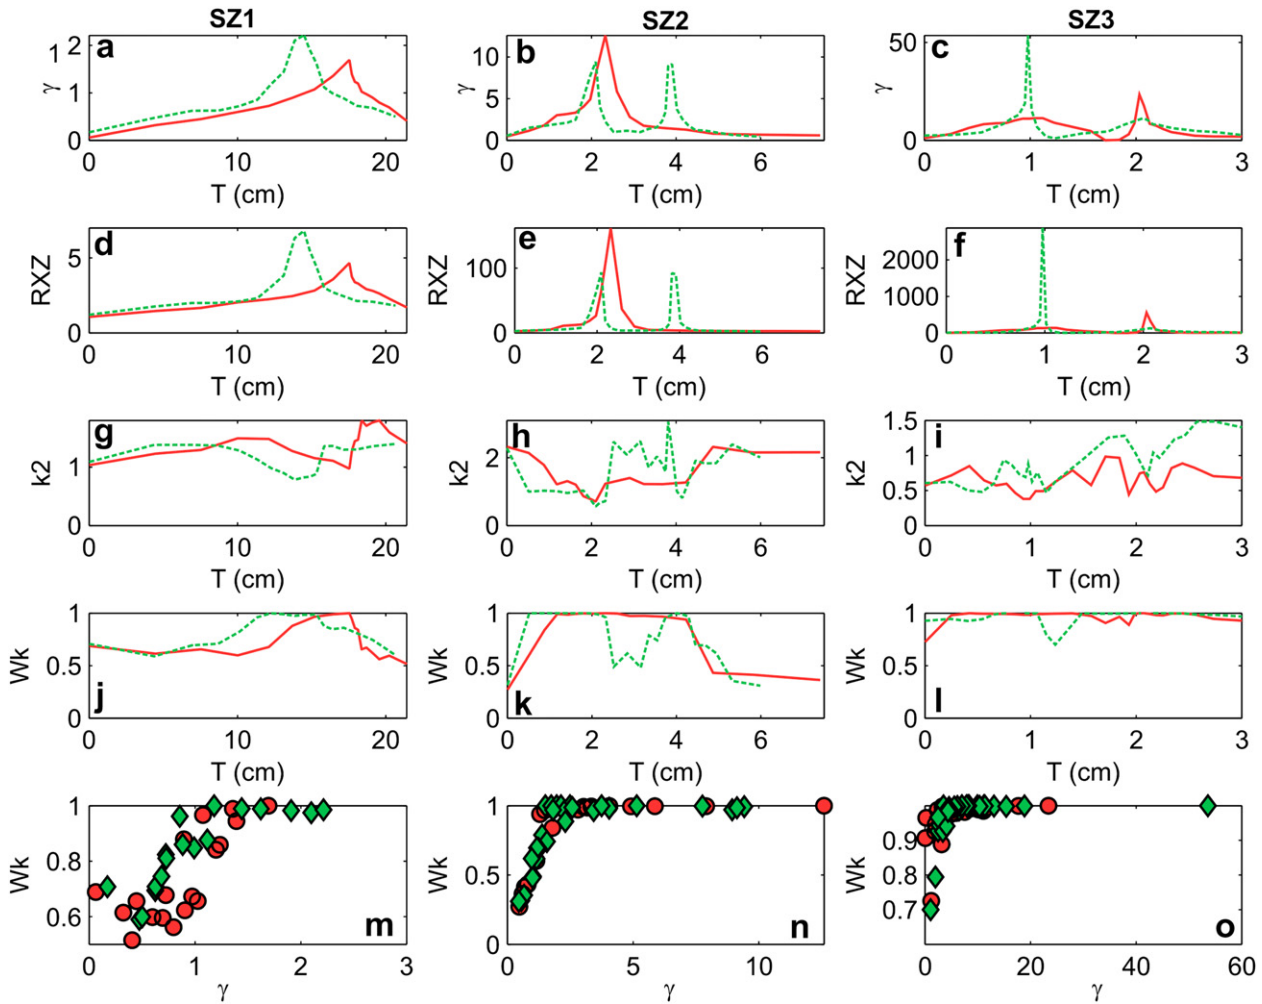 SZ1 SZ2 SZ3
a b c
γ γ γ
1 2
1
0
10
5
0
50
0
0 10 20
0 2 4 6
0 1 2 3
T (cm) T (cm) T (cm)
d e f
RXZ RXZ RXZ
5
0
100
0
2000
1000
0
0 10 20
0 2 4 6
0 1 2 3
T (cm) T (cm) T (cm)
g h i
k2 k2 k2
1
0
2
0
1.5
1
0.5
0
0 10 20
0 2 4 6
0 1 2 3
T (cm) T (cm) T (cm)
j k l
Wk Wk Wk
1
0.5
0
1
0.5
0
1
0.5
0
0 10 20
0 2 4 6
0 1 2 3
T (cm) T (cm) T (cm)
m n o
Wk Wk Wk
1
0.8
0.6
1
0.5
0
1
0.9
0.8
0.7
0 1 2 3
0 5 10
0 20 40 60
γ γ γ